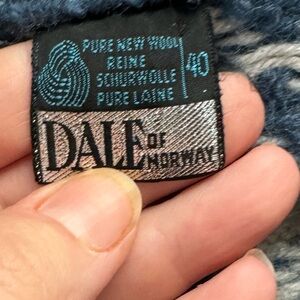 PURE NEW WOOL
REINE
SCHURWOLLE
PURE LAINE
40
DALE OF
NORWAY